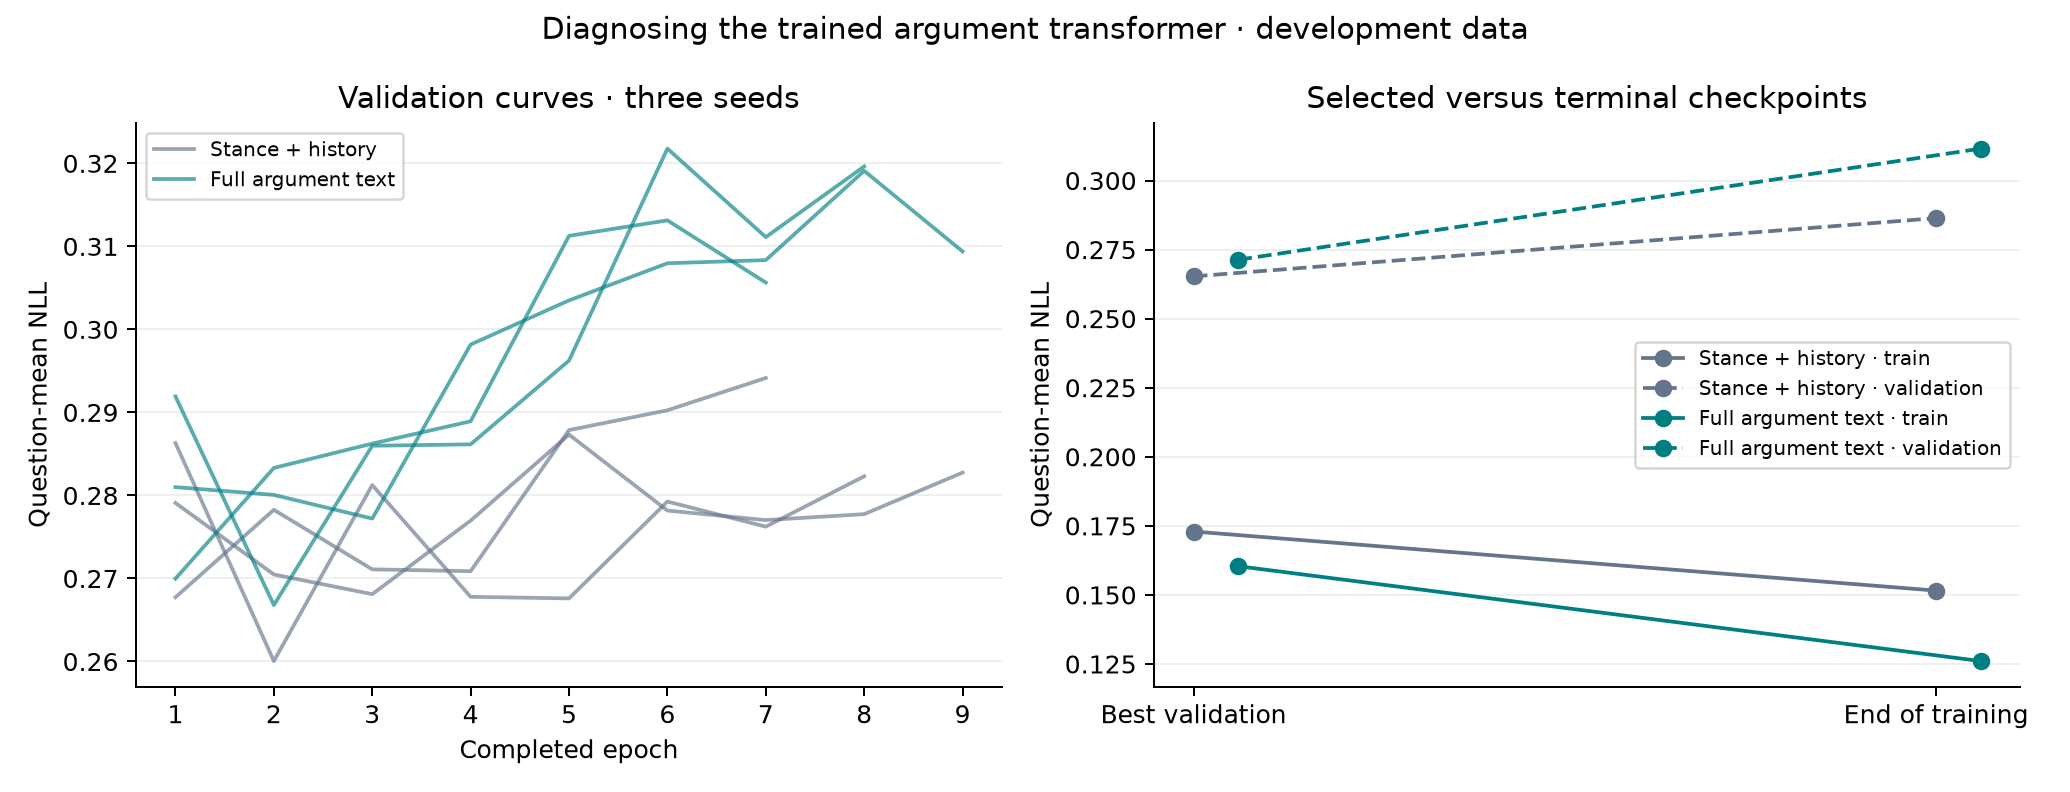 Diagnosing the trained argument transformer · development data
Validation curves · three seeds
Stance + history
Full argument text
Question-mean NLL
0.32
0.31
0.30
0.29
0.28
0.27
0.26
1 2 3 4 5 6 7 8 9
Completed epoch
Selected versus terminal checkpoints
Question-mean NLL
0.300
0.275
0.250
0.225
0.200
0.175
0.150
0.125
Stance + history · train
Stance + history · validation
Full argument text · train
Full argument text · validation
Best validation
End of training